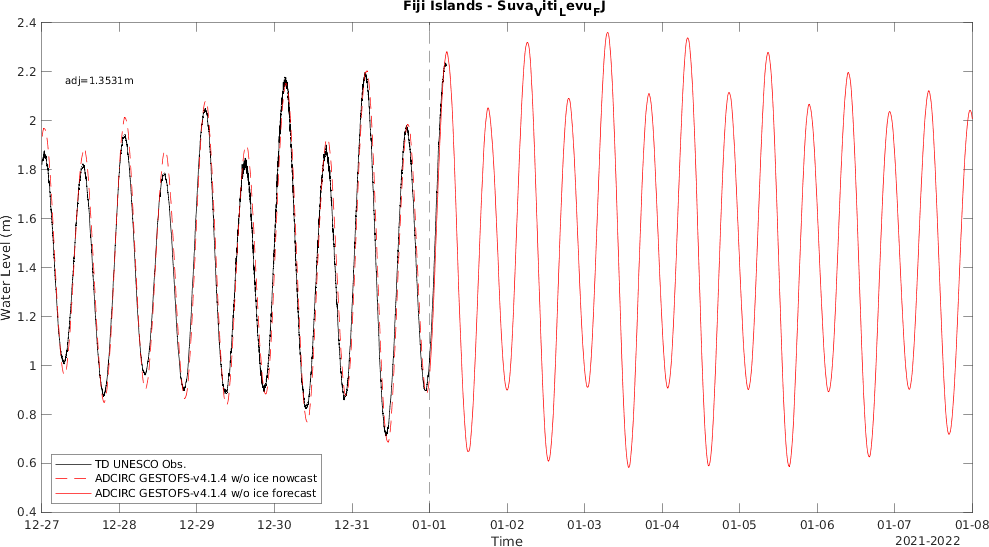 Fiji Islands - Suva_Viti_Levu_FJ
2.4
2.2
2
1.8
1.6
1.4
1.2
1
0.8
0.6
0.4
Water Level (m)
adj=1.3531m
TD UNESCO Obs.
ADCIRC GESTOFS-v4.1.4 w/o ice nowcast
ADCIRC GESTOFS-v4.1.4 w/o ice forecast
12-27 12-28 12-29 12-30 12-31 01-01 01-02 01-03 01-04 01-05 01-06 01-07 01-08
Time
2021-2022